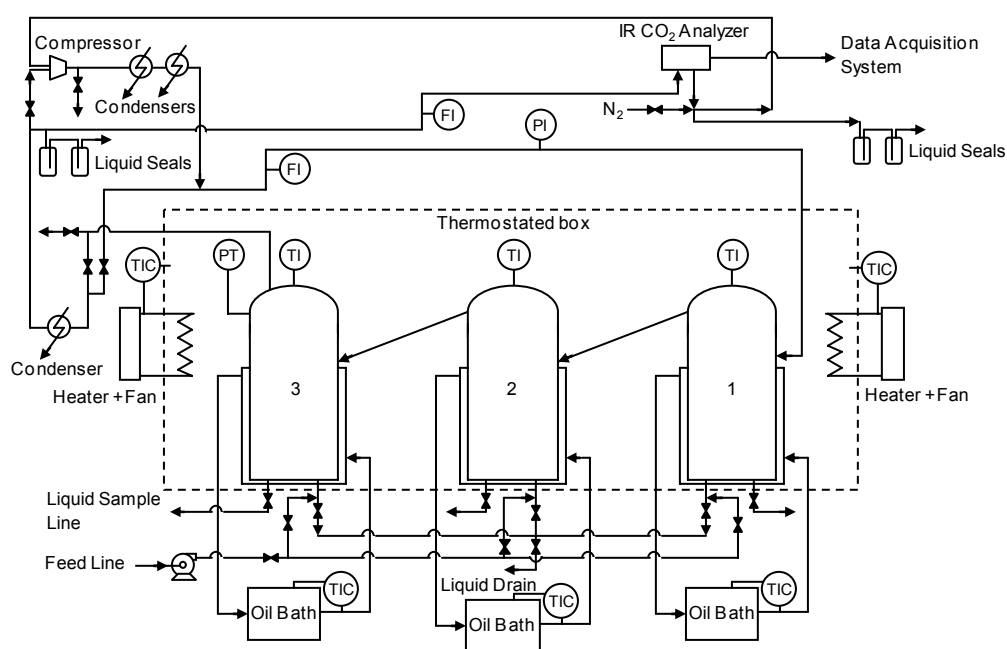 IR CO₂ Analyzer
Compressor
Data Acquisition
System
Condensers
N₂
FI
PI
Liquid Seals
Liquid Seals
FI
Thermostated box
TIC
PT
TI
TI
TI
TIC
Condenser
3
2
1
Heater +Fan
Heater +Fan
Liquid Sample
Line
Feed Line
Liquid Drain
TIC
TIC
TIC
Oil Bath
Oil Bath
Oil Bath